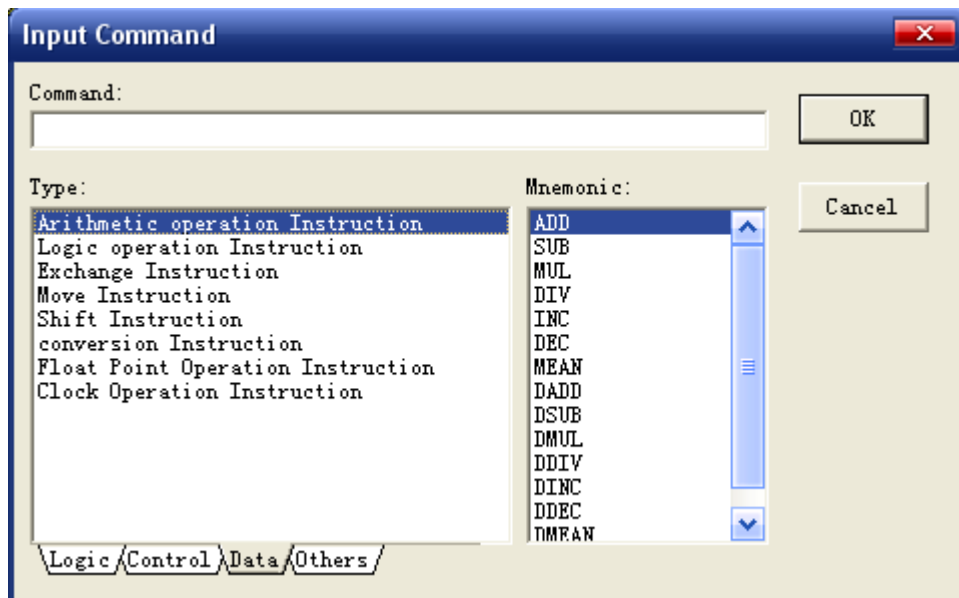 Input Command
Command:
OK
Type:
Mnemonic:
Cancel
Arithmetic operation Instruction
Logic operation Instruction
Exchange Instruction
Move Instruction
Shift Instruction
conversion Instruction
Float Point Operation Instruction
Clock Operation Instruction
ADD
SUB
MUL
DIV
INC
DEC
MEAN
DADD
DSUB
DMUL
DDIV
DINC
DDEC
DMEAN
Logic Control Data Others